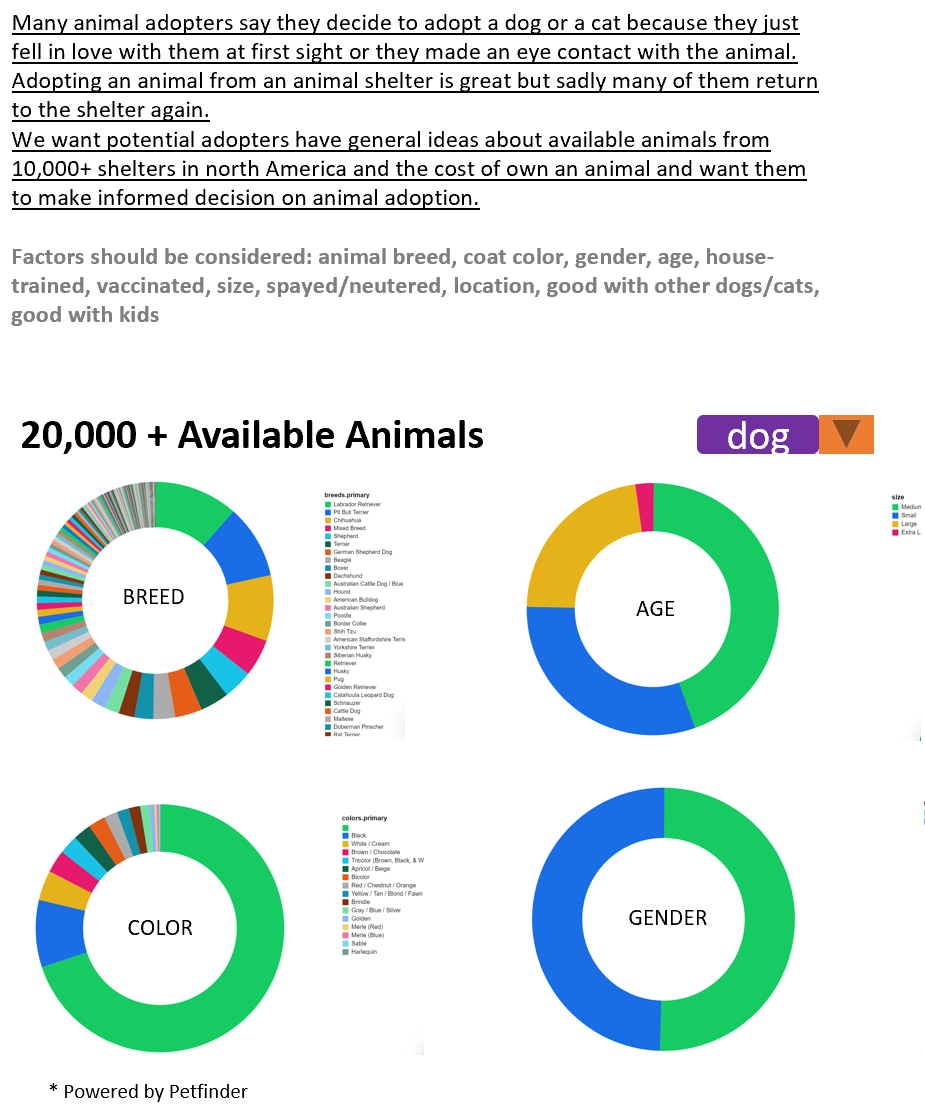 Many animal adopters say they decide to adopt a dog or a cat because they just
fell in love with them at first sight or they made an eye contact with the animal.
Adopting an animal from an animal shelter is great but sadly many of them return
to the shelter again.
We want potential adopters have general ideas about available animals from
10,000+ shelters in north America and the cost of own an animal and want them
to make informed decision on animal adoption.
Factors should be considered: animal breed, coat color, gender, age, house-
trained, vaccinated, size, spayed/neutered, location, good with other dogs/cats,
good with kids
20,000 + Available Animals
dog
BREED
breeds.primary
Labrador Retriever
Pit Bull Terrier
Chihuahua
Mixed Breed
Shepherd
Terrier
German Shepherd Dog
Beagle
Boxer
Dachshund
Australian Cattle Dog / Blue
Hound
American Bulldog
Australian Shepherd
Poodle
Border Collie
Shih Tzu
American Staffordshire Terri
Yorkshire Terrier
Siberian Husky
Retriever
Husky
Pug
Golden Retriever
Catahoula Leopard Dog
Schnauzer
Cattle Dog
Maltese
Doberman Pinscher
Rat Terrier
AGE
size
Medium
Small
Large
Extra L
COLOR
colors.primary
Black
White / Cream
Brown / Chocolate
Tricolor (Brown, Black, & W
Apricot / Beige
Bicolor
Red / Chestnut / Orange
Yellow / Tan / Blond / Fawn
Brindle
Gray / Blue / Silver
Golden
Merle (Red)
Merle (Blue)
Sable
Harlequin
GENDER
* Powered by Petfinder